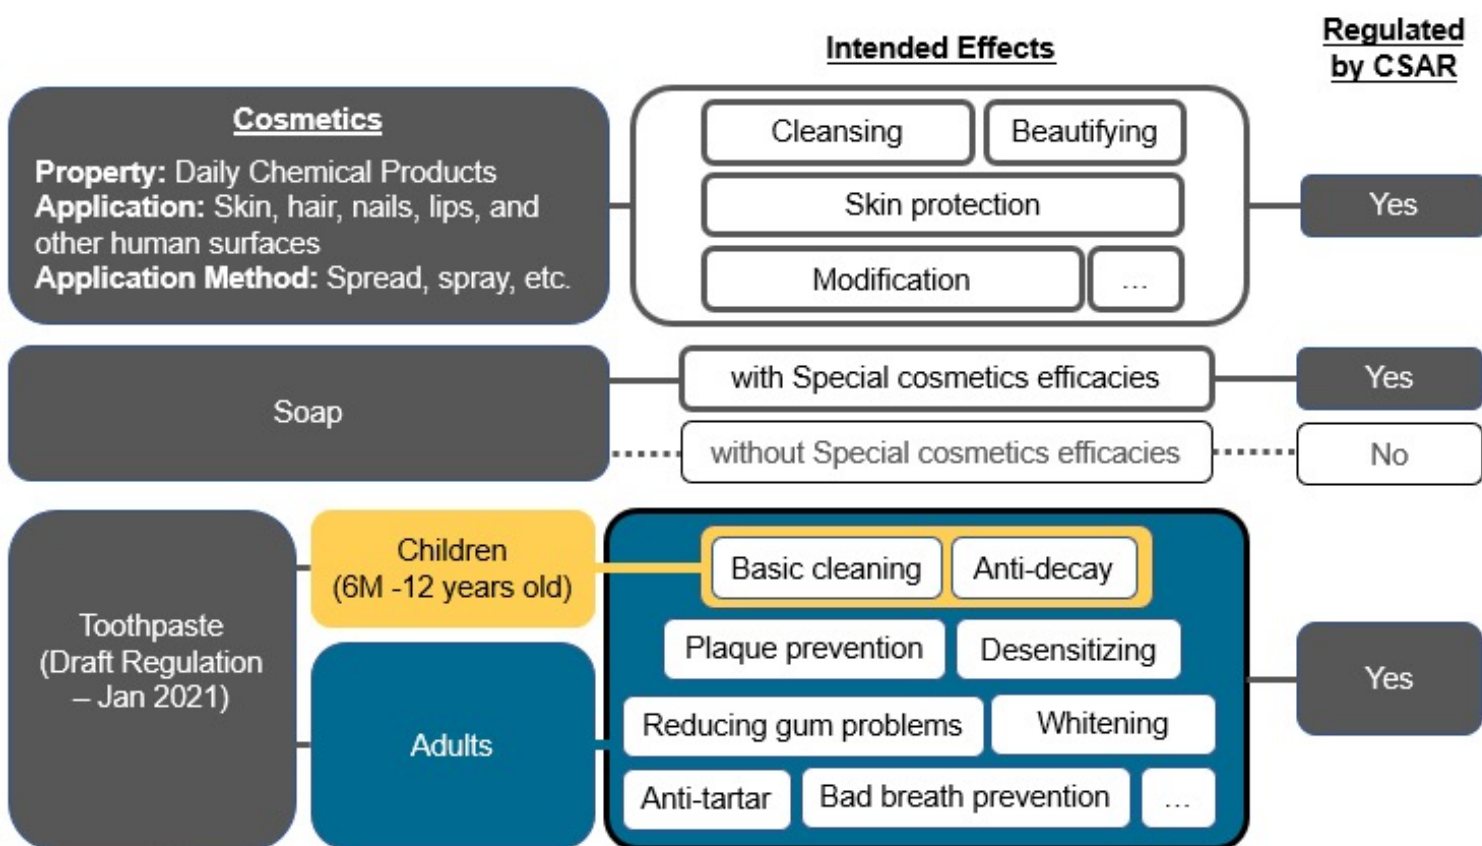 Intended Effects
Regulated
by CSAR
Cosmetics
Property: Daily Chemical Products
Application: Skin, hair, nails, lips, and
other human surfaces
Application Method: Spread, spray, etc.
Cleansing
Beautifying
Skin protection
Modification
...
Yes
Soap
with Special cosmetics efficacies
Yes
without Special cosmetics efficacies
No
Toothpaste
(Draft Regulation
– Jan 2021)
Children
(6M -12 years old)
Adults
Basic cleaning
Anti-decay
Plaque prevention
Desensitizing
Reducing gum problems
Whitening
Anti-tartar
Bad breath prevention
...
Yes